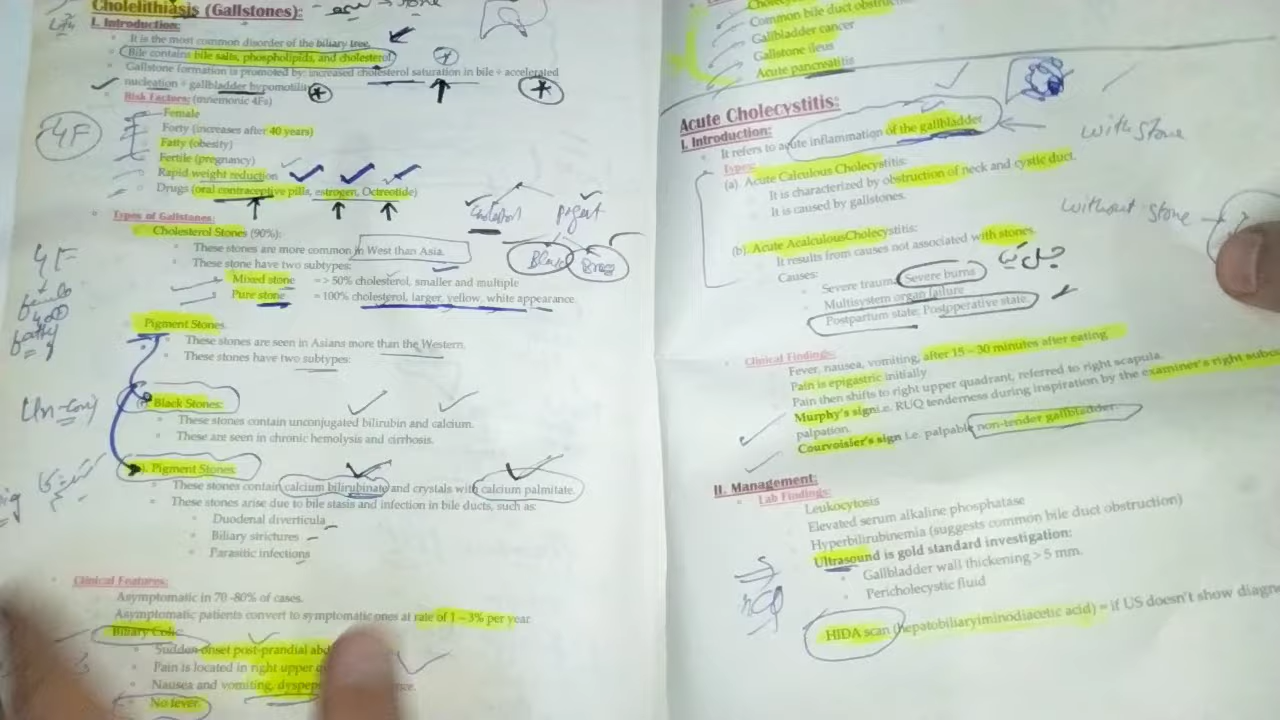 Cholelithiasis (Gallstones):
I. Introduction:
It is the most common disorder of the biliary tree.
Bile contains bile salts, phospholipids, and cholesterol
Gallstone formation is promoted by: increased cholesterol saturation in bile + accelerated
nucleation + gallbladder hypomotility
Risk Factors: (mnemonic 4Fs)
4F
Female
Forty (increases after 40 years)
Fatty (obesity)
Fertile (pregnancy)
Rapid weight reduction
Drugs (oral contraceptive pills, estrogen, Octreotide)
Types of Gallstones:
Cholesterol Stones (90%):
These stones are more common in West than Asia.
These stone have two subtypes:
Mixed stone = > 50% cholesterol, smaller and multiple
Pure stone = 100% cholesterol, larger, yellow, white appearance
4F
Pigment Stones.
These stones are seen in Asians more than the Western.
These stones have two subtypes:
Black Stones:
These stones contain unconjugated bilirubin and calcium.
These are seen in chronic hemolysis and cirrhosis.
Pigment Stones:
These stones contain calcium bilirubinate and crystals with calcium palmitate.
These stones arise due to bile stasis and infection in bile ducts, such as:
Duodenal diverticula
Biliary strictures
Parasitic infections
Clinical Features:
Asymptomatic in 70 -80% of cases.
Asymptomatic patients convert to symptomatic ones at rate of 1 – 3% per year
Biliary Colic
Sudden onset post-prandial
Pain is located in right upper
Nausea and vomiting,
No fever.
Common bile duct
Gallbladder cancer
Gallstone ileus
Acute pancreatitis
Acute Cholecystitis:
I. Introduction:
It refers to acute inflammation of the gallbladder
with stone
Types:
(a). Acute Calculous Cholecystitis:
It is characterized by obstruction of neck and cystic duct.
It is caused by gallstones.
without stone
(b). Acute AcalculousCholecystitis:
It results from causes not associated with stones.
Causes:
Severe trauma Severe burns
Multisystem organ failure
Postpartum state; Postoperative state.
Clinical Findings:
Fever, nausea, vomiting, after 15 – 30 minutes after eating
Pain is epigastric initially
Pain then shifts to right upper quadrant, referred to right scapula.
Murphy's sign i.e. RUQ tenderness during inspiration by the examiner's right
palpation.
Courvoisier's sign i.e. palpable non-tender gallbladder.
II. Management:
Lab Findings:
Leukocytosis
Elevated serum alkaline phosphatase
Hyperbilirubinemia (suggests common bile duct obstruction)
Ultrasound is gold standard investigation:
Gallbladder wall thickening > 5 mm.
Pericholecystic fluid
HIDA scan (hepatobiliaryiminodiacetic acid) = if US doesn't show